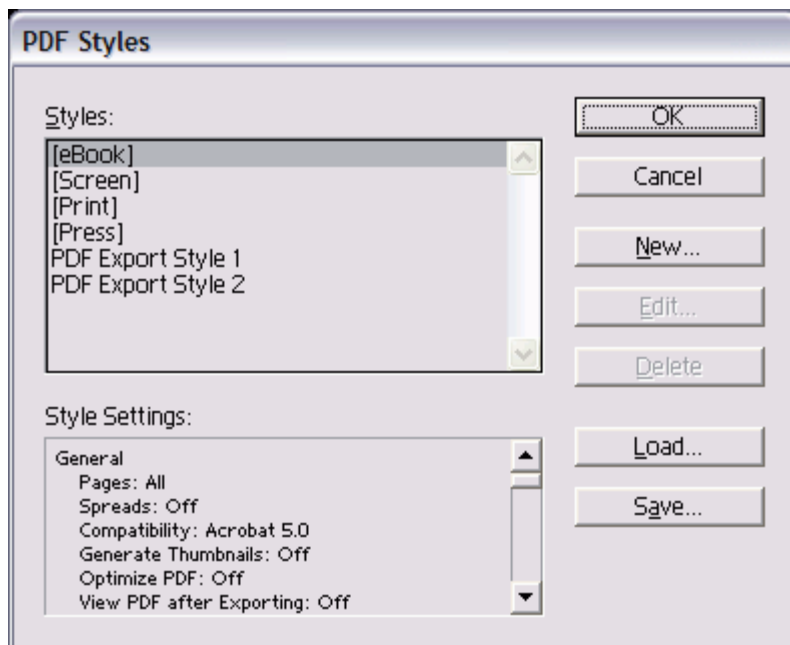 PDF Styles
Styles:
[eBook]
[Screen]
[Print]
[Press]
PDF Export Style 1
PDF Export Style 2
OK
Cancel
New...
Edit...
Delete
Load...
Save...
Style Settings:
General
Pages: All
Spreads: Off
Compatibility: Acrobat 5.0
Generate Thumbnails: Off
Optimize PDF: Off
View PDF after Exporting: Off